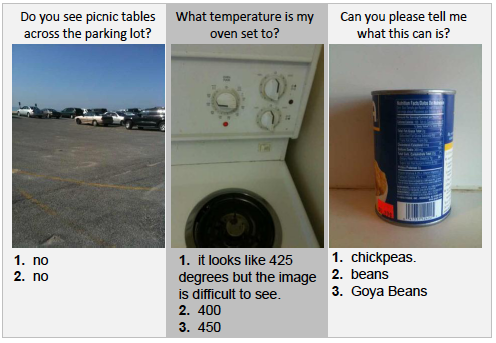 Do you see picnic tables
across the parking lot?
1. no
2. no
What temperature is my
oven set to?
1. it looks like 425
degrees but the image
is difficult to see.
2. 400
3. 450
Can you please tell me
what this can is?
1. chickpeas.
2. beans
3. Goya Beans
Nutrition Facts